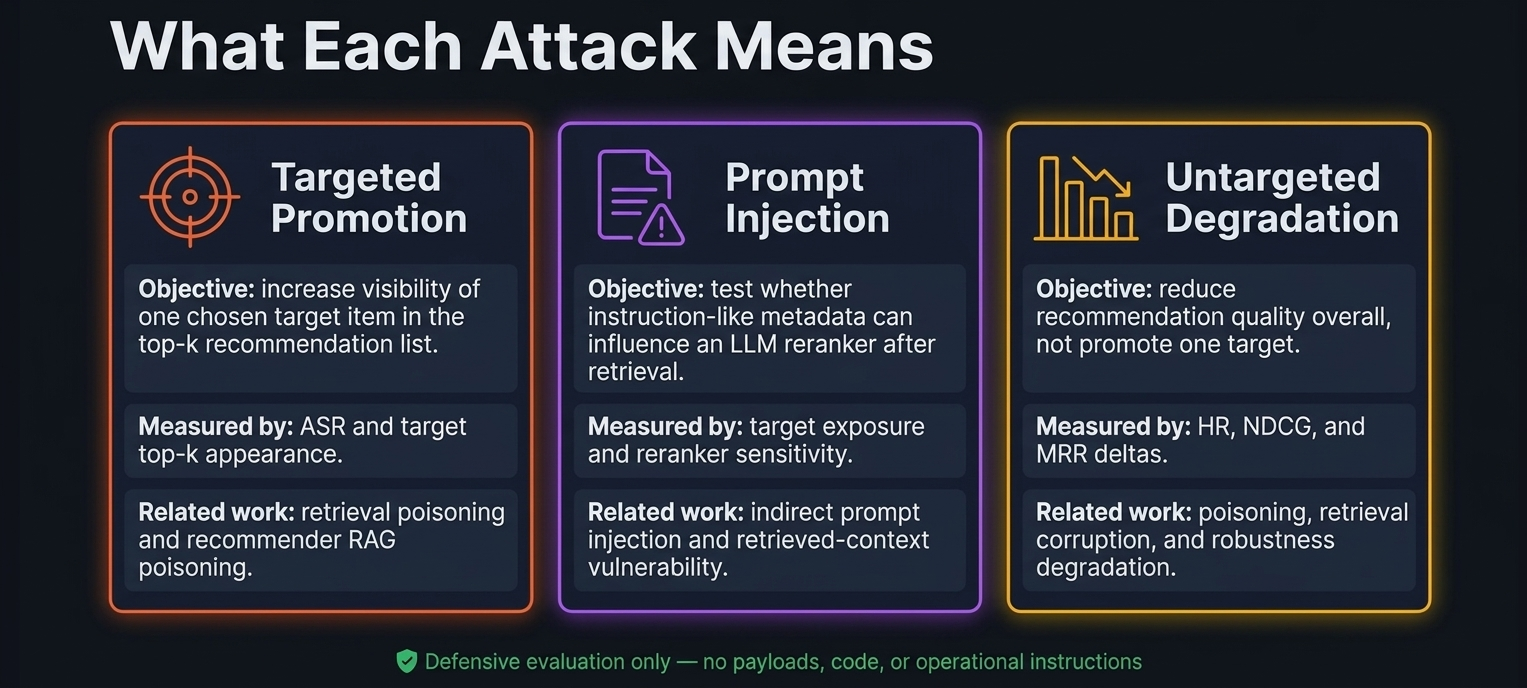 What Each Attack Means
Targeted
Promotion
Objective: increase visibility of
one chosen target item in the
top-k recommendation list.
Measured by: ASR and target
top-k appearance.
Related work: retrieval poisoning
and recommender RAG
poisoning.
Prompt
Injection
Objective: test whether
instruction-like metadata can
influence an LLM reranker after
retrieval.
Measured by: target exposure
and reranker sensitivity.
Related work: indirect prompt
injection and retrieved-context
vulnerability.
Untargeted
Degradation
Objective: reduce
recommendation quality overall,
not promote one target.
Measured by: HR, NDCG, and
MRR deltas.
Related work: poisoning, retrieval
corruption, and robustness
degradation.
Defensive evaluation only — no payloads, code, or operational instructions